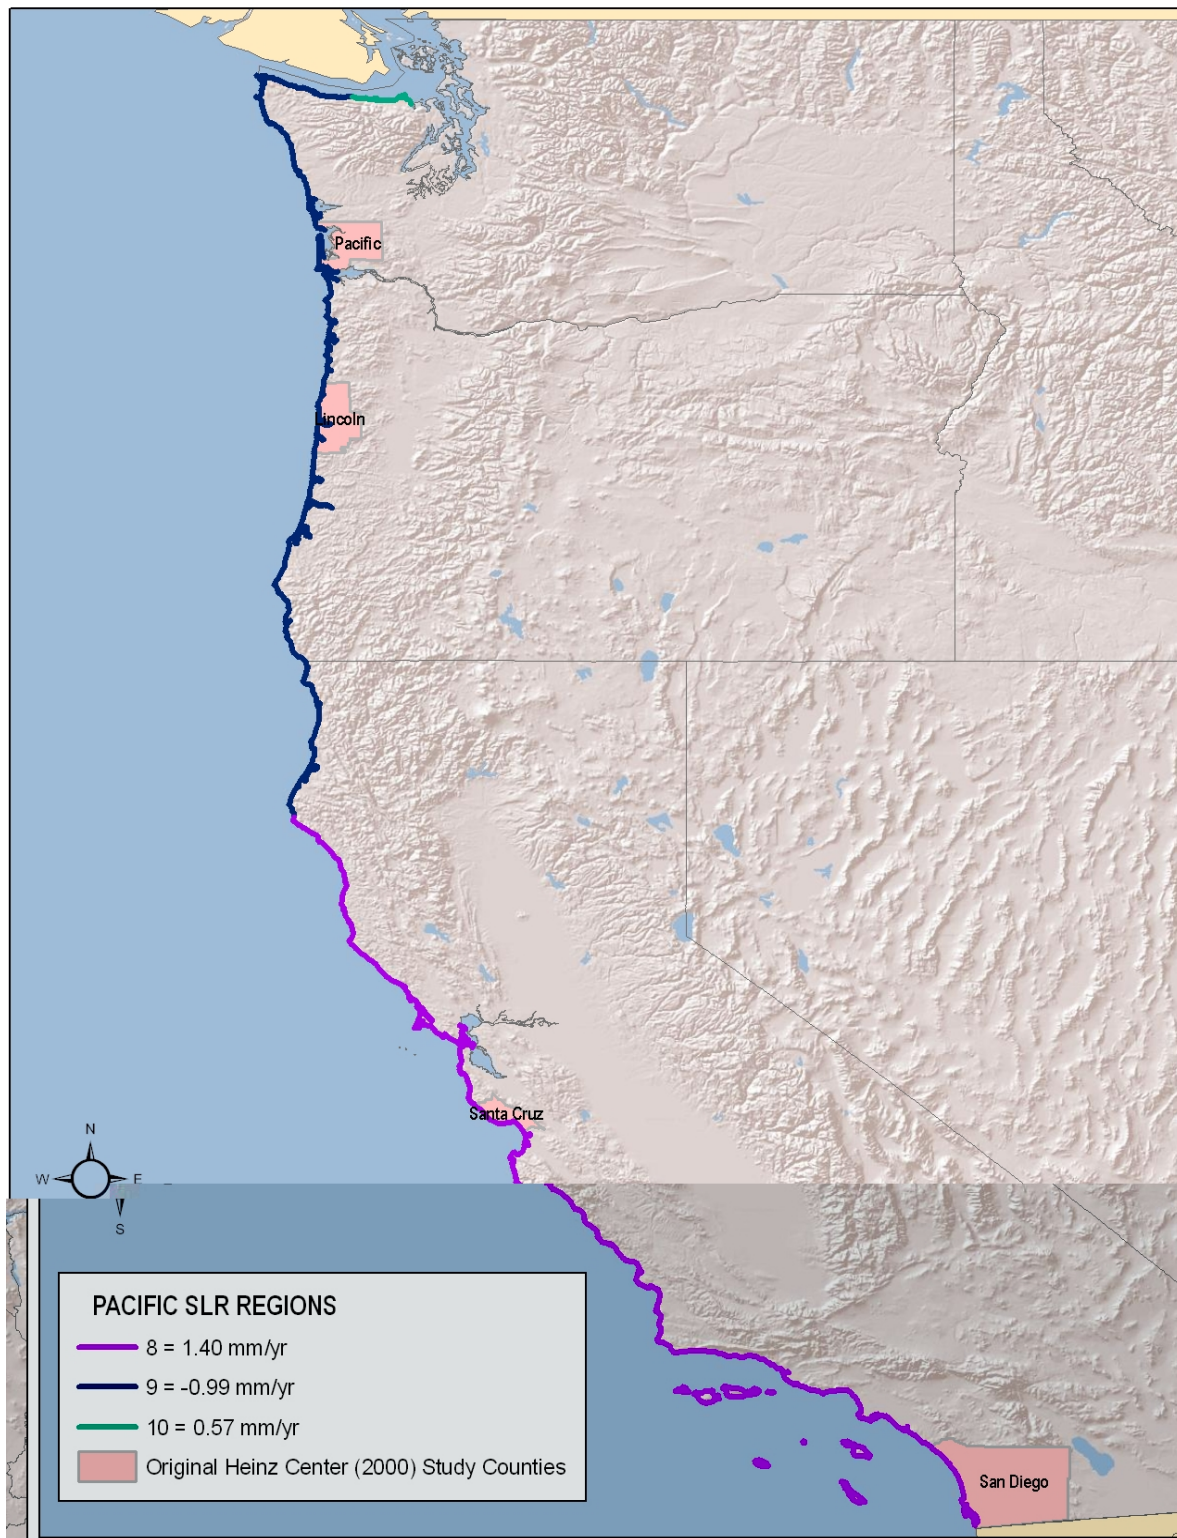 Pacific
Lincoln
Santa Cruz
N
W E
S
PACIFIC SLR REGIONS
8 = 1.40 mm/yr
9 = -0.99 mm/yr
10 = 0.57 mm/yr
Original Heinz Center (2000) Study Counties
San Diego